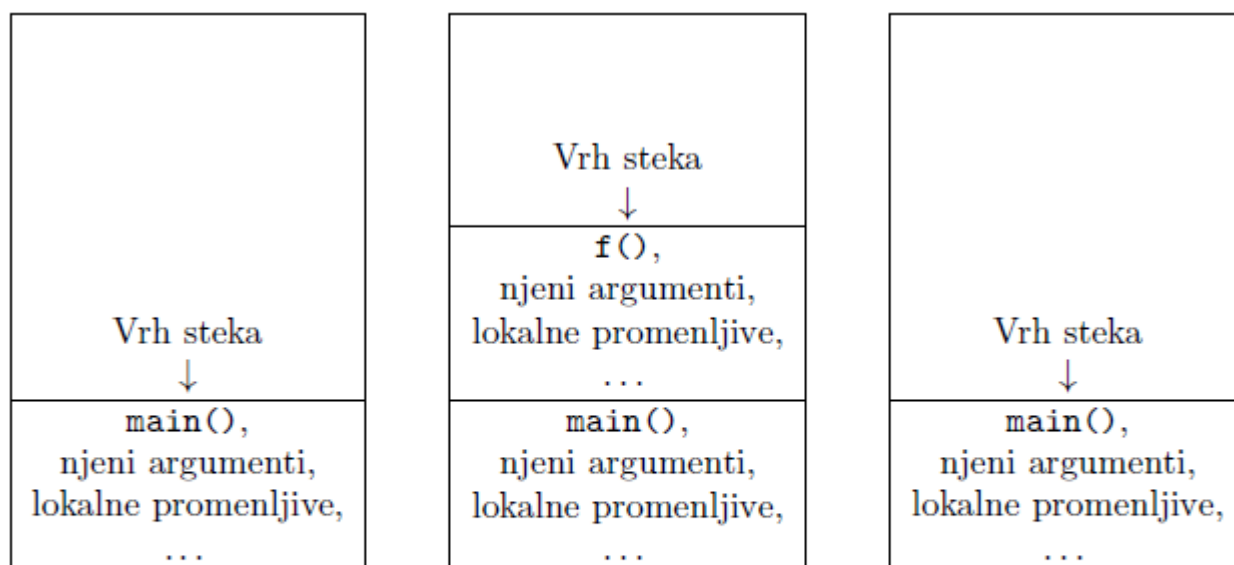 Vrh steka
↓
main(),
njeni argumenti,
lokalne promenljive,
...
Vrh steka
↓
f(),
njeni argumenti,
lokalne promenljive,
...
main(),
njeni argumenti,
lokalne promenljive,
Vrh steka
↓
main(),
njeni argumenti,
lokalne promenljive,
...